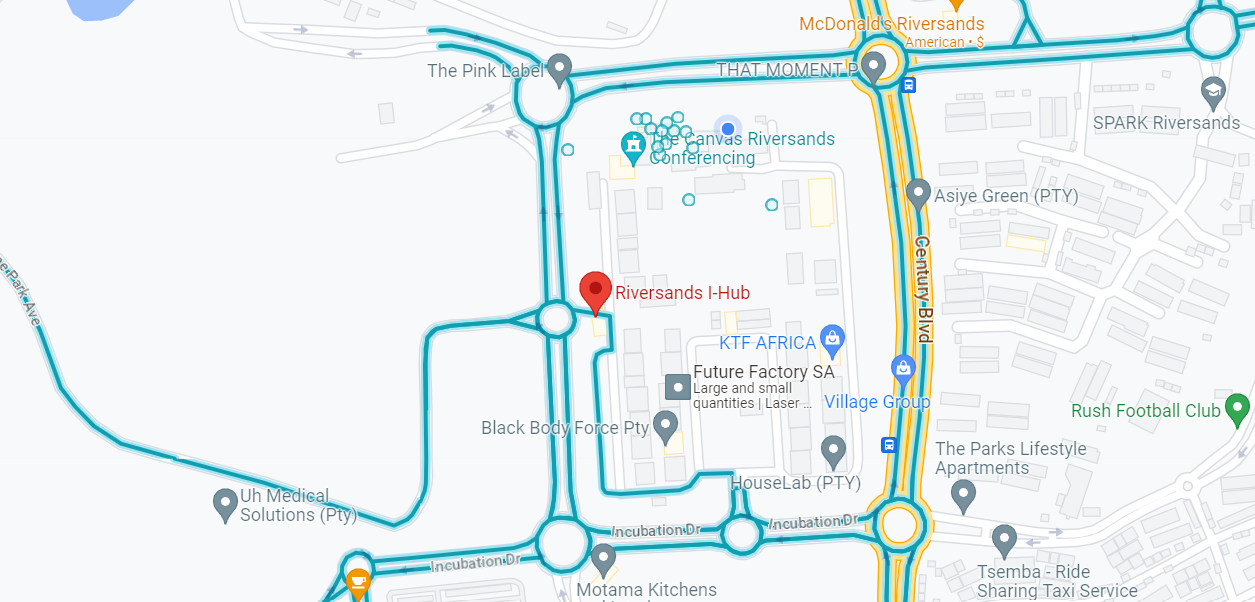 McDonald's Riversands
American • $
The Pink Label
THAT MOMENT P
SPARK Riversands
The Canvas Riversands
Conferencing
Asiye Green (PTY)
Park Ave
Century Blvd
Riversands I-Hub
KTF AFRICA
Future Factory SA
Large and small
quantities | Laser ...
Village Group
Rush Football Club
Black Body Force Pty
The Parks Lifestyle
Apartments
HouseLab (PTY)
Uh Medical
Solutions (Pty)
Incubation Dr
Incubation Dr
Incubation Dr
Motama Kitchens
Tsemba - Ride
Sharing Taxi Service